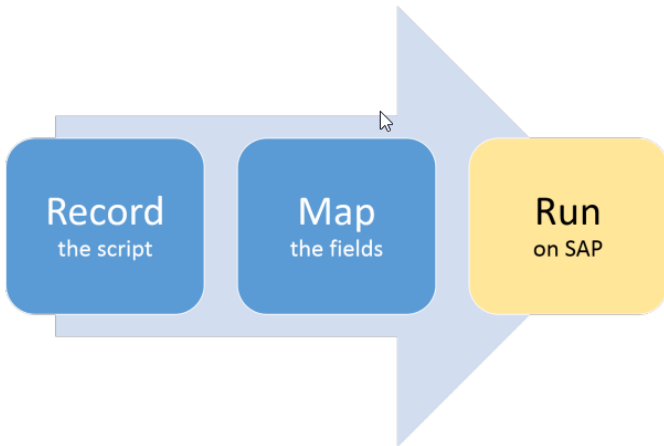 Record
the script
Map
the fields
Run
on SAP